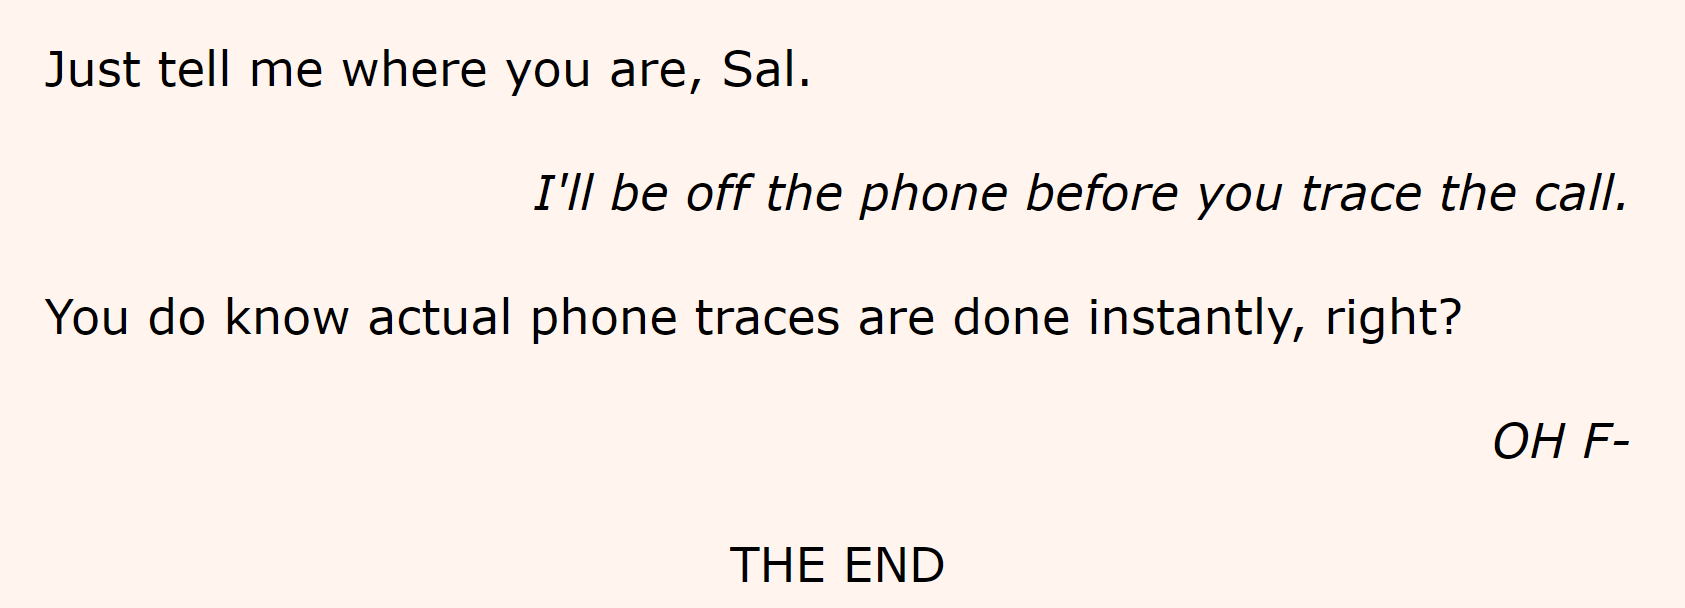 Just tell me where you are, Sal.
I'll be off the phone before you trace the call.
You do know actual phone traces are done instantly, right?
OH F-
THE END